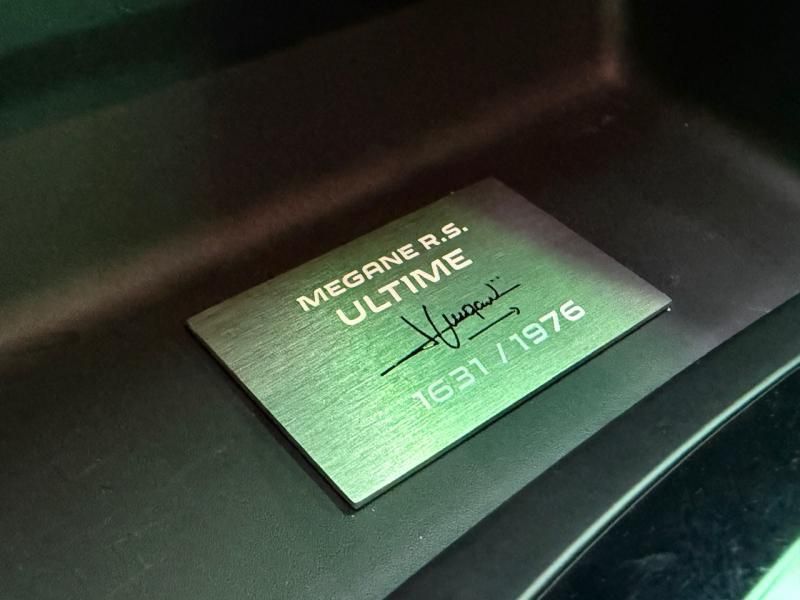 MEGANE R.S.
ULTIME
1631 / 1976